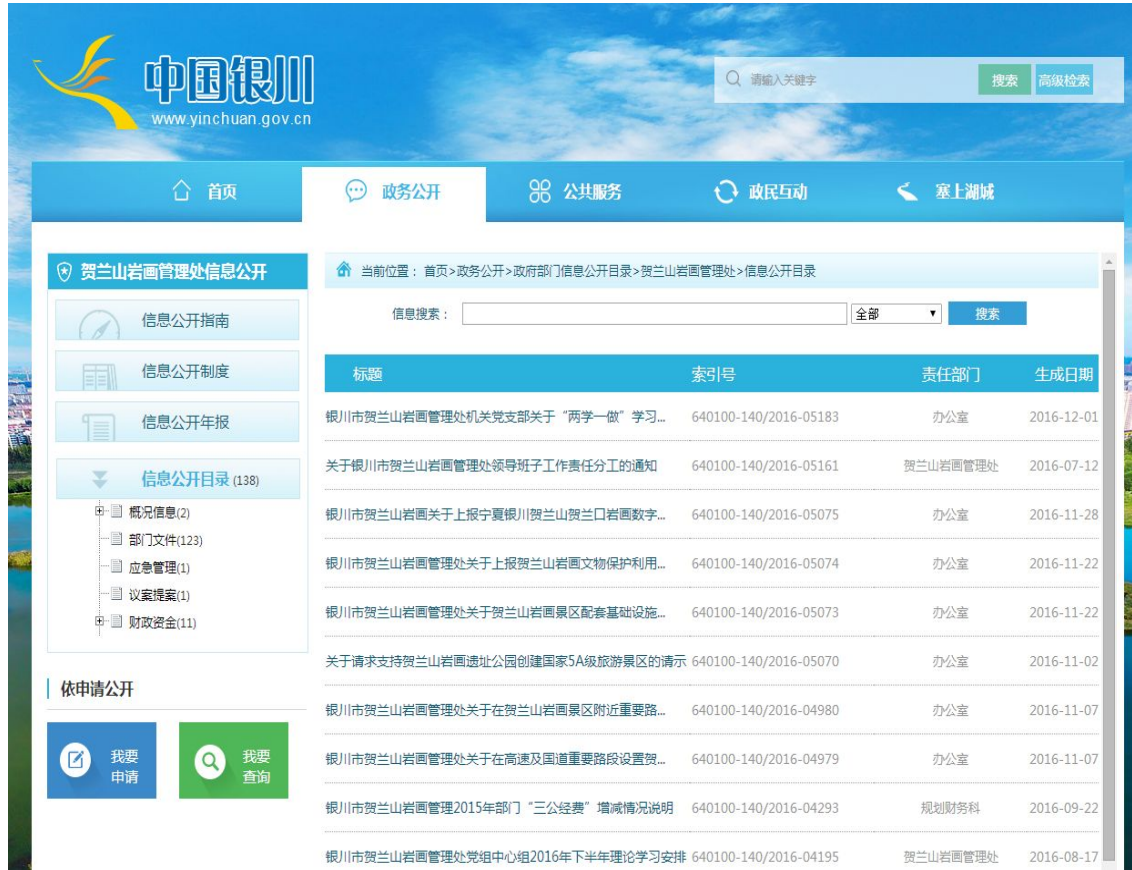 中国银川
www.yinchuan.gov.cn
请输入关键字
搜索 高级检索
首页 政务公开 公共服务 政民互动 塞上湖城
贺兰山岩画管理处信息公开
信息公开指南
信息公开制度
信息公开年报
信息公开目录 (138)
概况信息(2)
部门文件(123)
应急管理(1)
议案提案(1)
财政资金(11)
依申请公开
我要
申请
我要
查询
当前位置：首页>政务公开>政府部门信息公开目录>贺兰山岩画管理处>信息公开目录
信息搜索： 全部 搜索
标题 索引号 责任部门 生成日期
银川市贺兰山岩画管理处机关党支部关于“两学一做”学习... 640100-140/2016-05183 办公室 2016-12-01
关于银川市贺兰山岩画管理处领导班子工作责任分工的通知 640100-140/2016-05161 贺兰山岩画管理处 2016-07-12
银川市贺兰山岩画关于上报宁夏银川贺兰山贺兰口岩画数字... 640100-140/2016-05075 办公室 2016-11-28
银川市贺兰山岩画管理处关于上报贺兰山岩画文物保护利用... 640100-140/2016-05074 办公室 2016-11-22
银川市贺兰山岩画管理处关于贺兰山岩画景区配套基础设施... 640100-140/2016-05073 办公室 2016-11-22
关于请求支持贺兰山岩画遗址公园创建国家5A级旅游景区的请示 640100-140/2016-05070 办公室 2016-11-02
银川市贺兰山岩画管理处关于在贺兰山岩画景区附近重要路... 640100-140/2016-04980 办公室 2016-11-07
银川市贺兰山岩画管理处关于在高速及国道重要路段设置贺... 640100-140/2016-04979 办公室 2016-11-07
银川市贺兰山岩画管理2015年部门“三公经费”增减情况说明 640100-140/2016-04293 规划财务科 2016-09-22
银川市贺兰山岩画管理处党组中心组2016年下半年理论学习安排 640100-140/2016-04195 贺兰山岩画管理处 2016-08-17